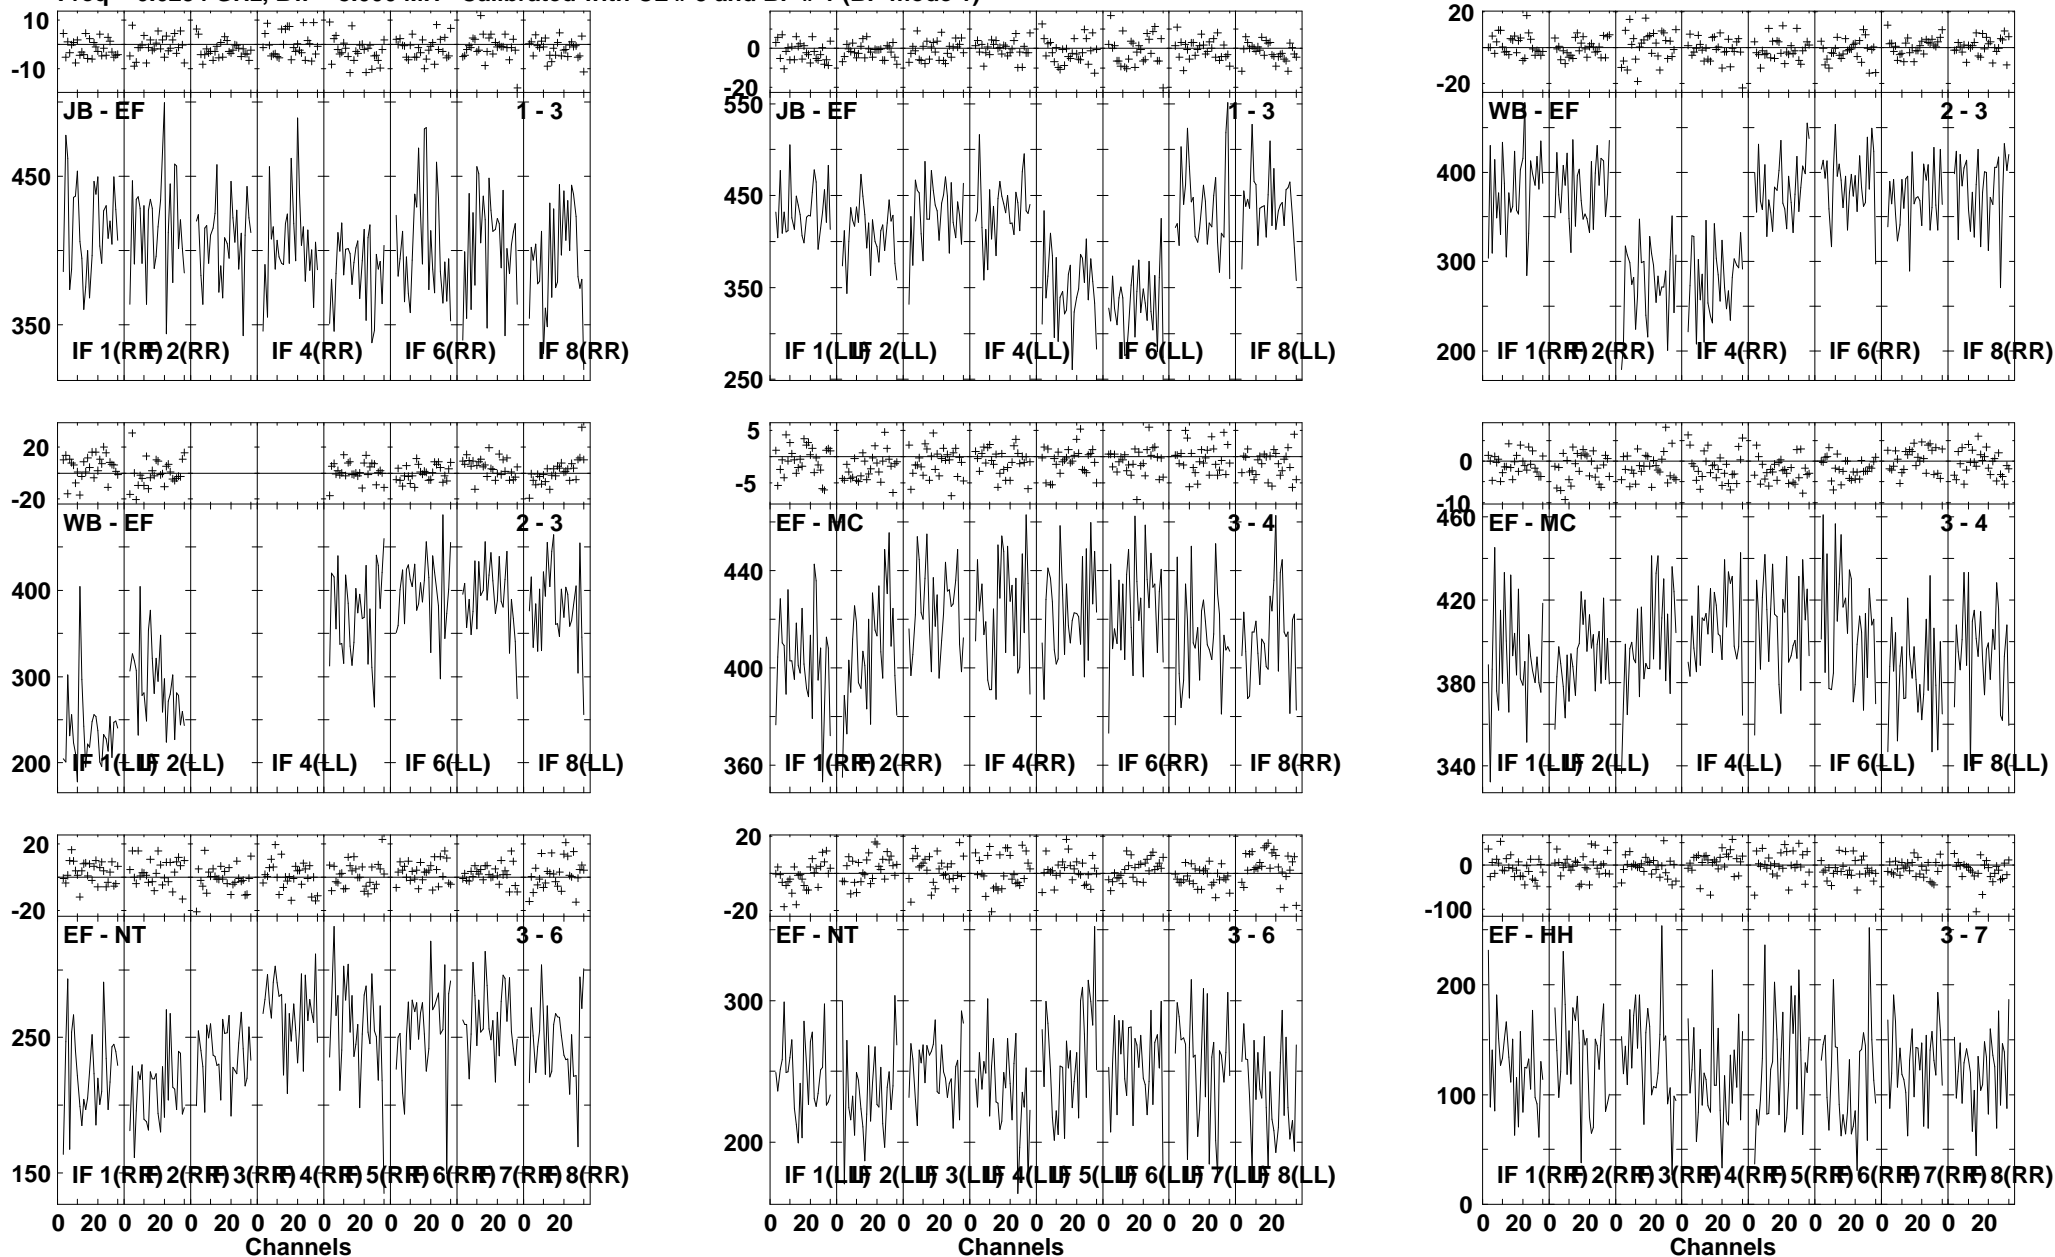 10
-10
JB - EF 1 - 3
450
350
IF 1(RR) IF 2(RR) IF 4(RR) IF 6(RR) IF 8(RR)
0
-20
550
JB - EF 1 - 3
450
350
250
IF 1(LL) IF 2(LL) IF 4(LL) IF 6(LL) IF 8(LL)
20
0
-20
WB - EF 2 - 3
400
300
200
IF 1(RR) IF 2(RR) IF 4(RR) IF 6(RR) IF 8(RR)
20
0
-20
WB - EF 2 - 3
400
300
200
IF 1(LL) IF 2(LL) IF 4(LL) IF 6(LL) IF 8(LL)
5
-5
EF - MC 3 - 4
440
400
360
IF 1(RR) IF 2(RR) IF 4(RR) IF 6(RR) IF 8(RR)
0
-10
460
EF - MC 3 - 4
420
380
340
IF 1(LL) IF 2(LL) IF 4(LL) IF 6(LL) IF 8(LL)
20
0
-20
EF - NT 3 - 6
250
150
IF 1(RR) IF 2(RR) IF 3(RR) IF 4(RR) IF 5(RR) IF 6(RR) IF 7(RR) IF 8(RR)
0 20 0 20 0 20 0 20 0 20 0 20 0 20 0 20
Channels
20
0
-20
EF - NT 3 - 6
300
200
IF 1(LL) IF 2(LL) IF 3(LL) IF 4(LL) IF 5(LL) IF 6(LL) IF 7(LL) IF 8(LL)
0 20 0 20 0 20 0 20 0 20 0 20 0 20 0 20
Channels
0
-100
EF - HH 3 - 7
200
100
0
IF 1(RR) IF 2(RR) IF 3(RR) IF 4(RR) IF 5(RR) IF 6(RR) IF 7(RR) IF 8(RR)
0 20 0 20 0 20 0 20 0 20 0 20 0 20 0 20
Channels